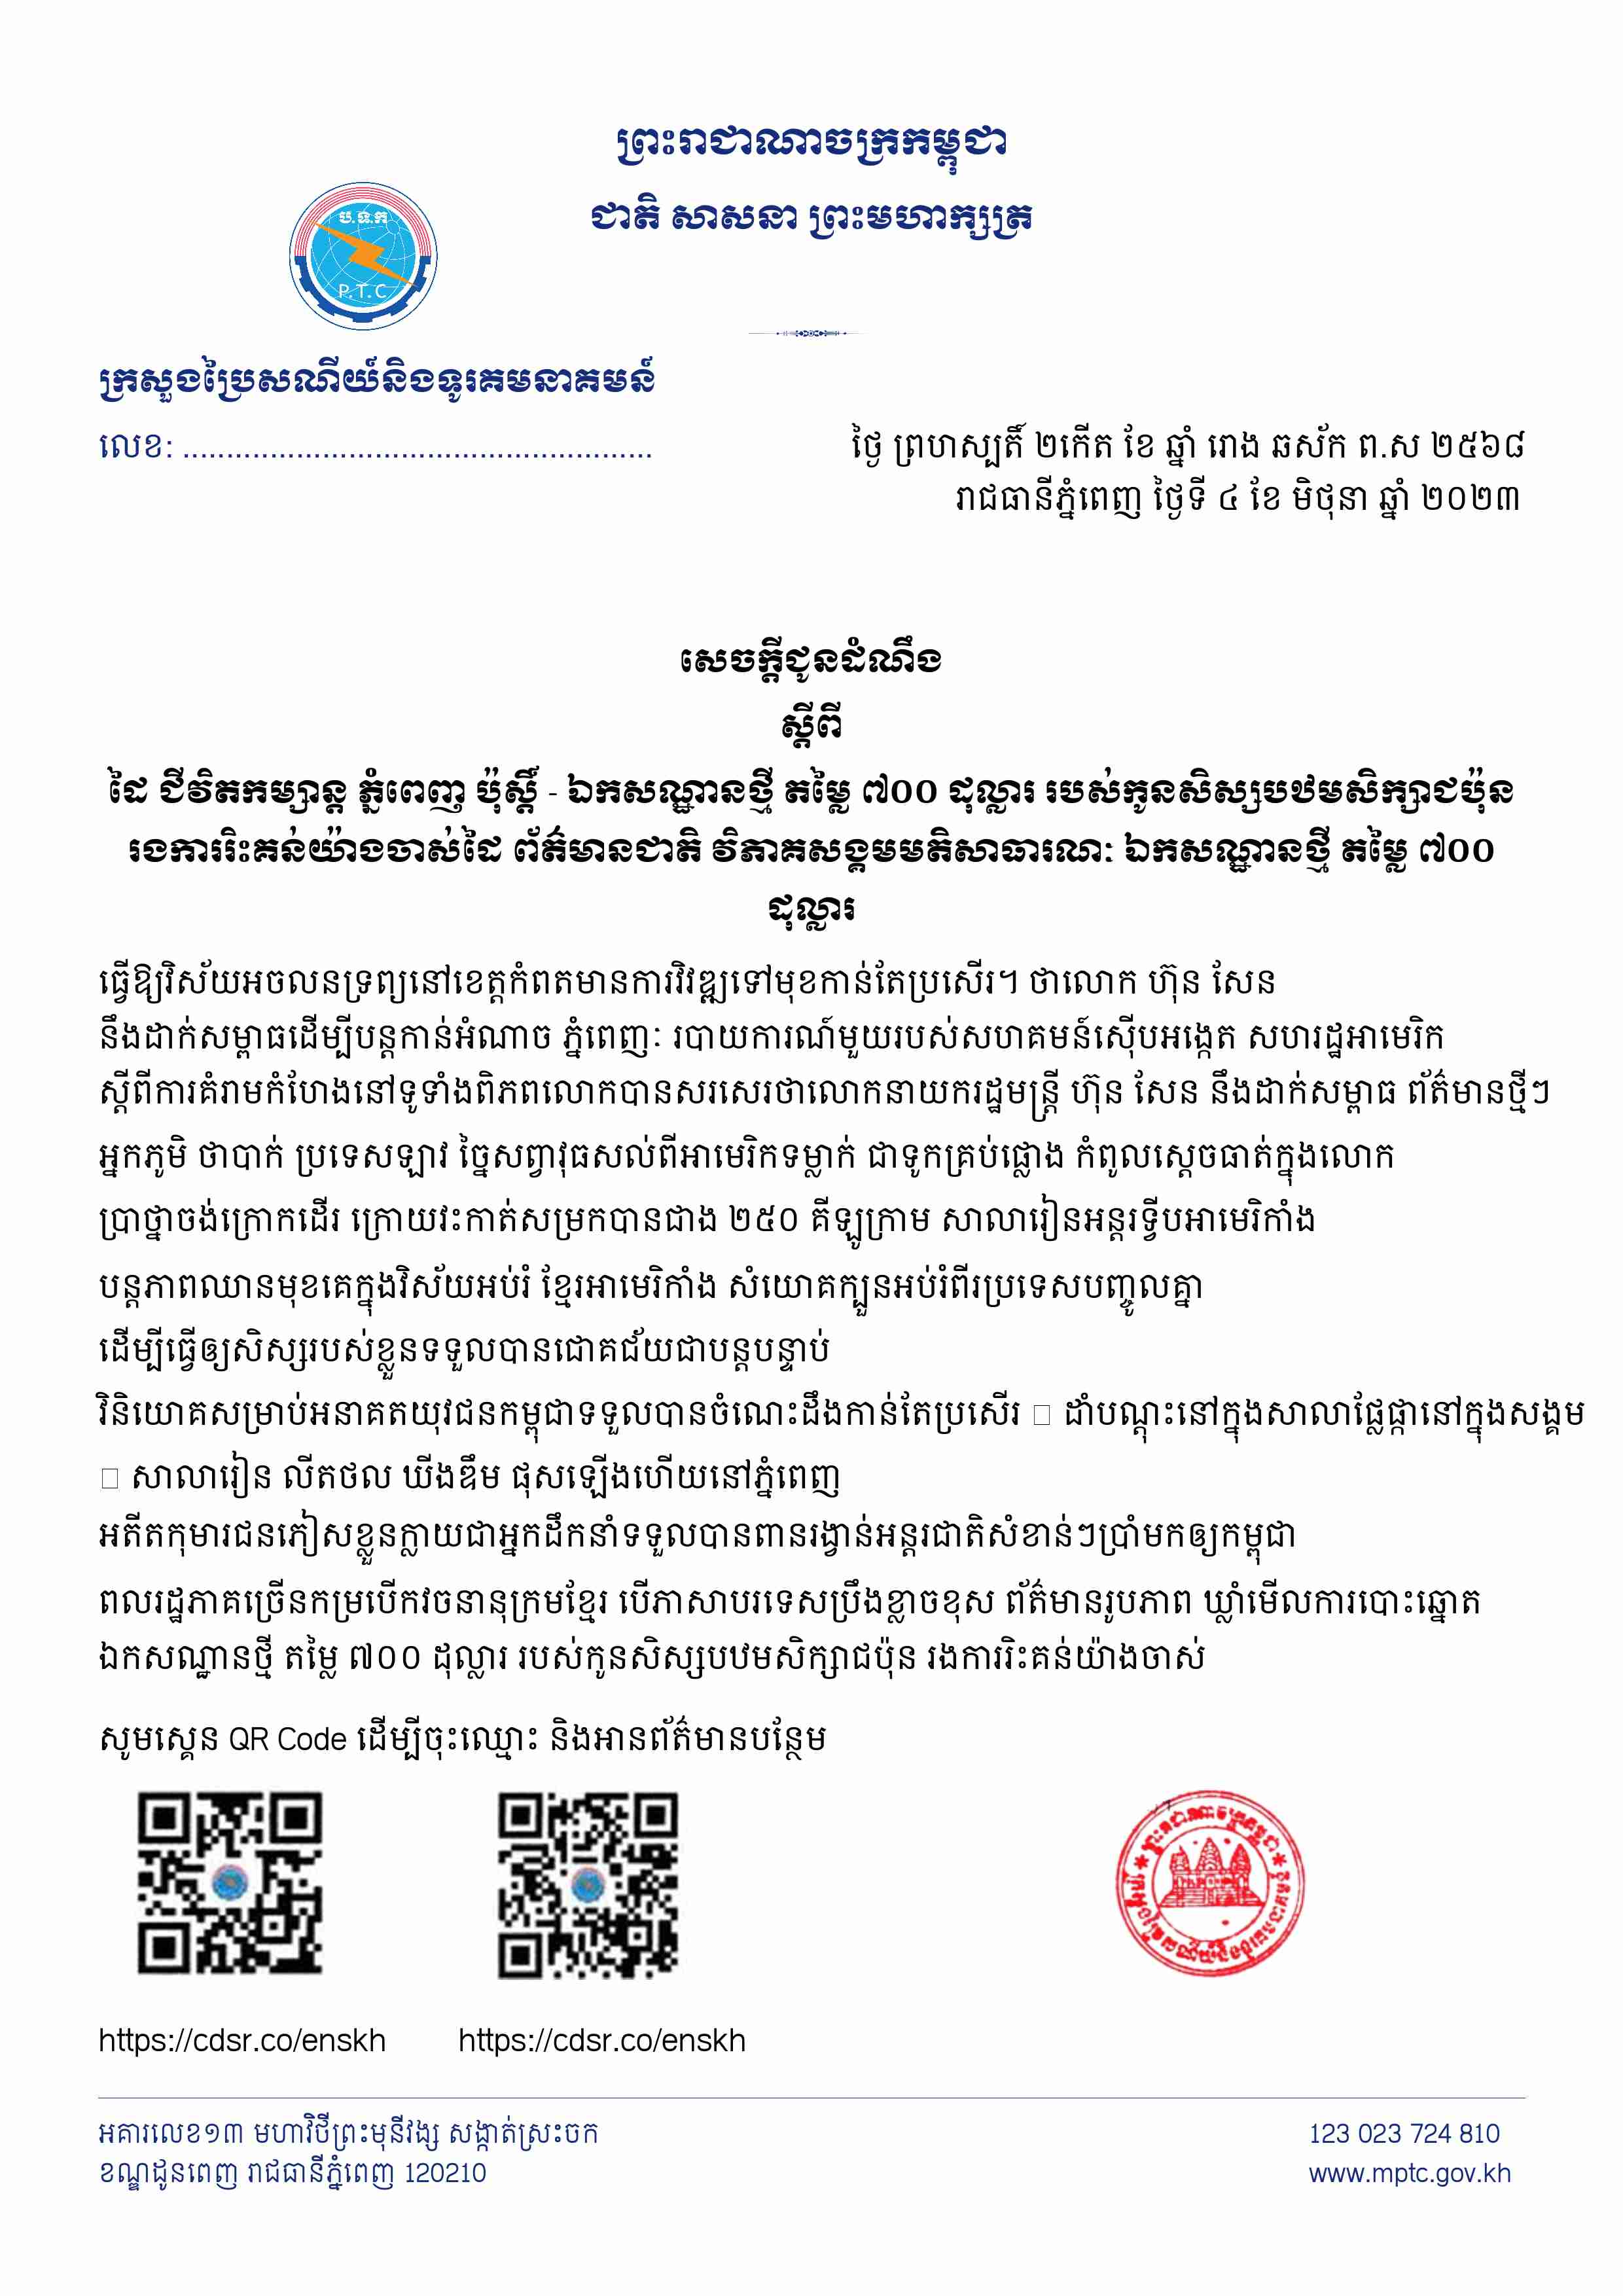 ព្រះរាជាណាចក្រកម្ពុជា
ជាតិ សាសនា ព្រះមហាក្សត្រ
ប.ទ.ក
P.T.C
ក្រសួងប្រៃសណីយ៍និងទូរគមនាគមន៍
លេខ: ......................................................
ថ្ងៃ ព្រហស្បតិ៍ ២កើត ខែ ឆ្នាំ រោង ឆស័ក ព.ស ២៥៦៨
រាជធានីភ្នំពេញ ថ្ងៃទី ៤ ខែ មិថុនា ឆ្នាំ ២០២៣
សេចក្តីជូនដំណឹង
ស្តីពី
ដៃ ជីវិតកម្សាន្ត ភ្នំពេញ ប៉ុស្តិ៍ - ឯកសណ្ឋានថ្មី តម្លៃ ៧០០ ដុល្លារ របស់កូនសិស្សបឋមសិក្សាជប៉ុន
រងការរិះគន់យ៉ាងចាស់ដៃ ព័ត៌មានជាតិ វិភាគសង្គមមតិសាធារណៈ ឯកសណ្ឋានថ្មី តម្លៃ ៧០០
ដុល្លារ
ធ្វើឱ្យវិស័យអចលនទ្រព្យនៅខេត្តកំពតមានការវិវឌ្ឍទៅមុខកាន់តែប្រសើរ។ ថាលោក ហ៊ុន សែន
នឹងដាក់សម្ពាធដើម្បីបន្តកាន់អំណាច ភ្នំពេញៈ របាយការណ៍មួយរបស់សហគមន៍ស៊ើបអង្កេត សហរដ្ឋអាមេរិក
ស្តីពីការគំរាមកំហែងនៅទូទាំងពិភពលោកបានសរសេរថាលោកនាយករដ្ឋមន្ត្រី ហ៊ុន សែន នឹងដាក់សម្ពាធ ព័ត៌មានថ្មីៗ
អ្នកភូមិ ថាបាក់ ប្រទេសឡាវ ច្នៃសព្វាវុធសល់ពីអាមេរិកទម្លាក់ ជាទូកគ្រប់ផ្លោង កំពូលស្តេចធាត់ក្នុងលោក
ប្រាថ្នាចង់ក្រោកដើរ ក្រោយវះកាត់សម្រកបានជាង ២៥០ គីឡូក្រាម សាលារៀនអន្តរទ្វីបអាមេរិកាំង
បន្តភាពឈានមុខគេក្នុងវិស័យអប់រំ ខ្មែរអាមេរិកាំង សំយោគក្បួនអប់រំពីរប្រទេសបញ្ចូលគ្នា
ដើម្បីធ្វើឲ្យសិស្សរបស់ខ្លួនទទួលបានជោគជ័យជាបន្តបន្ទាប់
វិនិយោគសម្រាប់អនាគតយុវជនកម្ពុជាទទួលបានចំណេះដឹងកាន់តែប្រសើរ □ ដាំបណ្តុះនៅក្នុងសាលាផ្លែផ្កានៅក្នុងសង្គម
□ សាលារៀន លីតថល ឃីងឌឹម ផុសឡើងហើយនៅភ្នំពេញ
អតីតកុមារជនភៀសខ្លួនក្លាយជាអ្នកដឹកនាំទទួលបានពានរង្វាន់អន្តរជាតិសំខាន់ៗប្រាំមកឲ្យកម្ពុជា
ពលរដ្ឋភាគច្រើនកម្របើកវចនានុក្រមខ្មែរ បើភាសាបរទេសប្រឹងខ្លាចខុស ព័ត៌មានរូបភាព ឃ្លាំមើលការបោះឆ្នោត
ឯកសណ្ឋានថ្មី តម្លៃ ៧០០ ដុល្លារ របស់កូនសិស្សបឋមសិក្សាជប៉ុន រងការរិះគន់យ៉ាងចាស់
សូមស្កេន QR Code ដើម្បីចុះឈ្មោះ និងអានព័ត៌មានបន្ថែម
ព្រះរាជាណាចក្រកម្ពុជា
https://cdsr.co/enskh https://cdsr.co/enskh
អគារលេខ១៣ មហាវិថីព្រះមុនីវង្ស សង្កាត់ស្រះចក
ខណ្ឌដូនពេញ រាជធានីភ្នំពេញ 120210
123 023 724 810
www.mptc.gov.kh